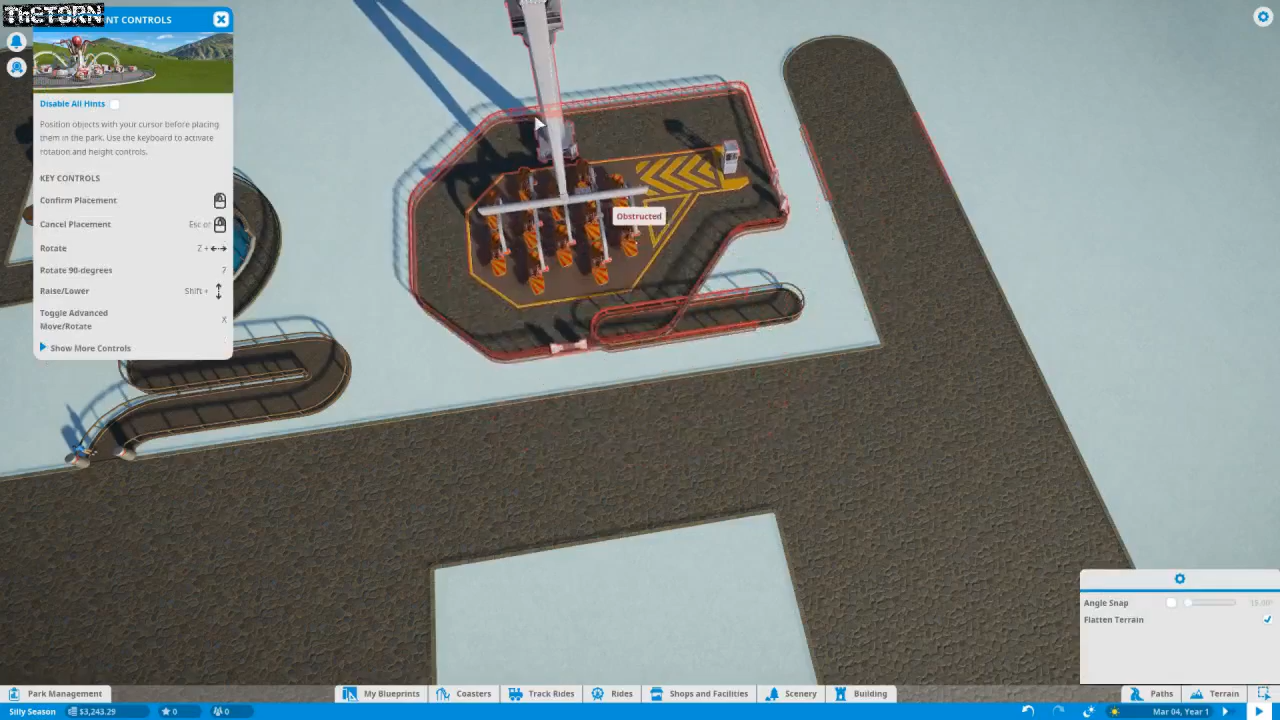 TheTORN
NT CONTROLS
Disable All Hints
Position objects with your cursor before placing
them in the park. Use the keyboard to activate
rotation and height controls.
KEY CONTROLS
Confirm Placement
Cancel Placement Esc or
Rotate Z +
Rotate 90-degrees Z
Raise/Lower Shift +
Toggle Advanced
Move/Rotate X
Show More Controls
Obstructed
Angle Snap 15.00°
Flatten Terrain
Park Management
My Blueprints
Coasters
Track Rides
Rides
Shops and Facilities
Scenery
Building
Paths
Terrain
Silly Season
$3,243.29
0
0
Mar 04, Year 1